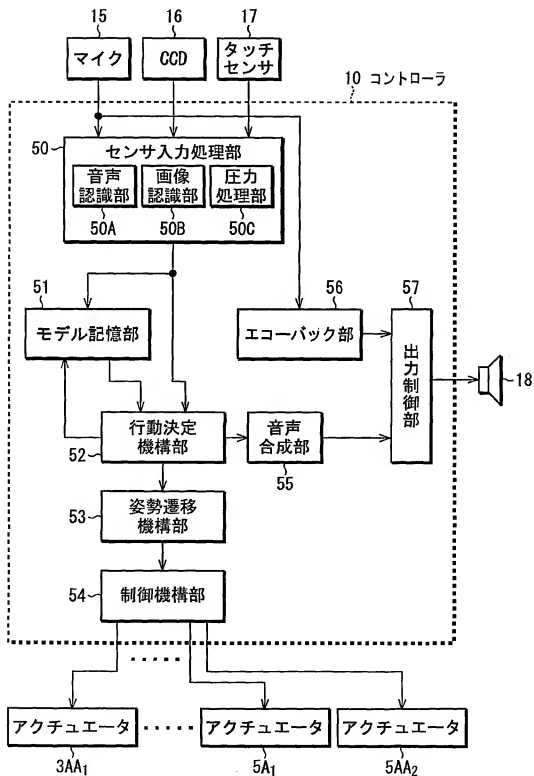 15
16
17
マイク
CCD
タッチ
センサ
10 コントローラ
50
センサ入力処理部
音声
認識部
画像
認識部
圧力
処理部
50A
50B
50C
51
モデル記憶部
56
エコーバック部
57
出力制御部
18
行動決定
機構部
52
音声
合成部
55
姿勢遷移
機構部
53
制御機構部
54
アクチュエータ
アクチュエータ
アクチュエータ
3AA1
5A1
5AA2